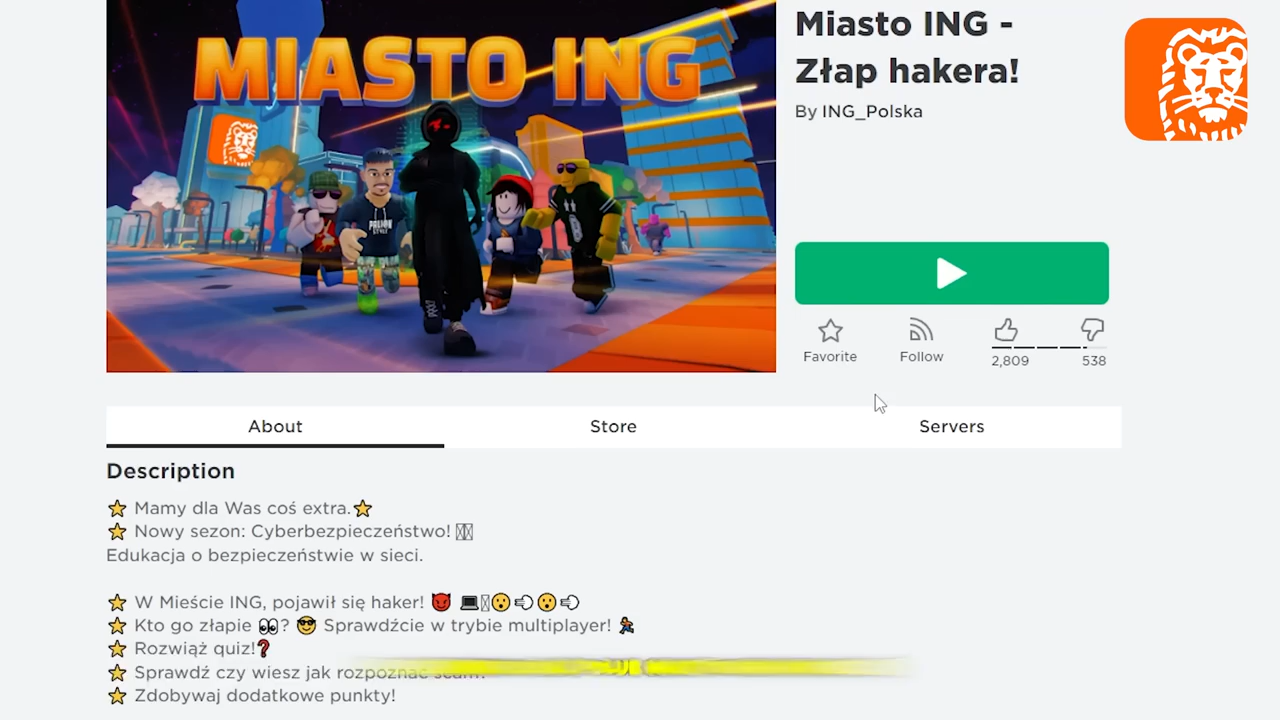 MIASTO ING
Miasto ING -
Złap hakera!
By ING_Polska
Favorite
Follow
2,809
538
About
Store
Servers
Description
⭐ Mamy dla Was coś extra.⭐
⭐ Nowy sezon: Cyberbezpieczeństwo!
Edukacja o bezpieczeństwie w sieci.
⭐ W Mieście ING, pojawił się haker! 😈 💻😮💨😮💨
⭐ Kto go złapie 👀? 😎 Sprawdźcie w trybie multiplayer! 🏃
⭐ Rozwiąż quiz!❓
⭐ Sprawdź czy wiesz jak rozpoznać scam.
⭐ Zdobywaj dodatkowe punkty!